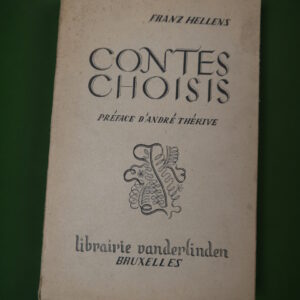 FRANZ HELLENS
CONTES
CHOISIS
PRÉFACE D'ANDRÉ THÉRIVE
librairie vanderlinden
BRUXELLES